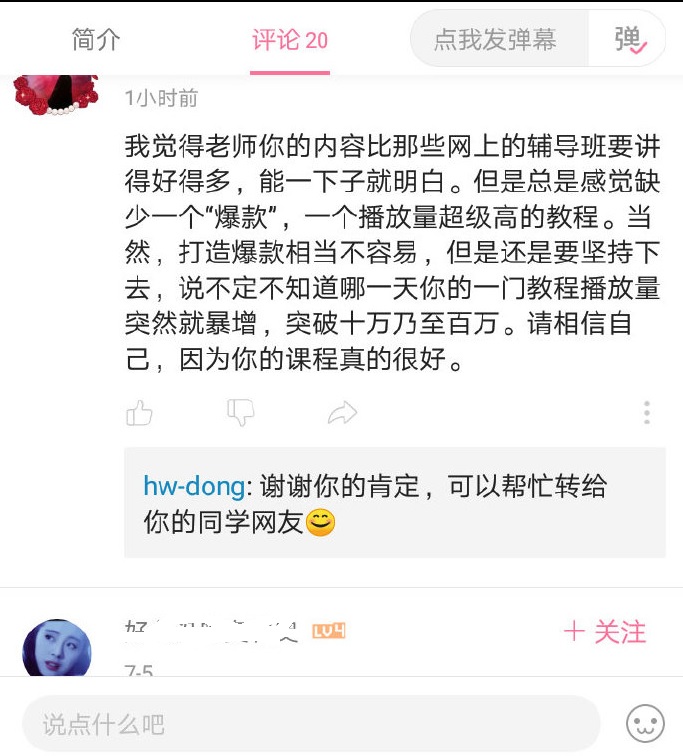 简介
评论 20
点我发弹幕
弹
1小时前
我觉得老师你的内容比那些网上的辅导班要讲
得好得多，能一下子就明白。但是总是感觉缺
少一个“爆款”，一个播放量超级高的教程。当
然，打造爆款相当不容易，但是还是要坚持下
去，说不定不知道哪一天你的一门教程播放量
突然就暴增，突破十万乃至百万。请相信自
己，因为你的课程真的很好。
hw-dong: 谢谢你的肯定，可以帮忙转给
你的同学网友😊
好
LV4
+ 关注
7-5
说点什么吧